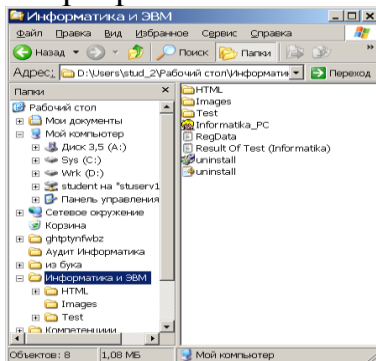 Информатика и ЭВМ
Файл Правка Вид Избранное Сервис Справка
Назад Поиск Папки »
Адрес: D:\Users\stud_2\Рабочий стол\Информати Переход
Папки ×
Рабочий стол
Мои документы
Мой компьютер
Диск 3,5 (A:)
Sys (C:)
Wrk (D:)
student на "stuserv1
Панель управления
Сетевое окружение
Корзина
ghtptynfwbz
Аудит Информатика
из бука
Информатика и ЭВМ
HTML
Images
Test
Компетенциии
HTML
Images
Test
Informatika_PC
RegData
Result Of Test (Informatika)
uninstall
uninstall
Объектов: 8 1,08 МБ Мой компьютер